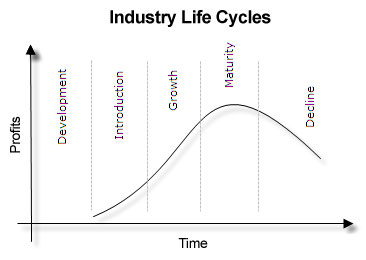 Industry Life Cycles
Profits
Development
Introduction
Growth
Maturity
Decline
Time